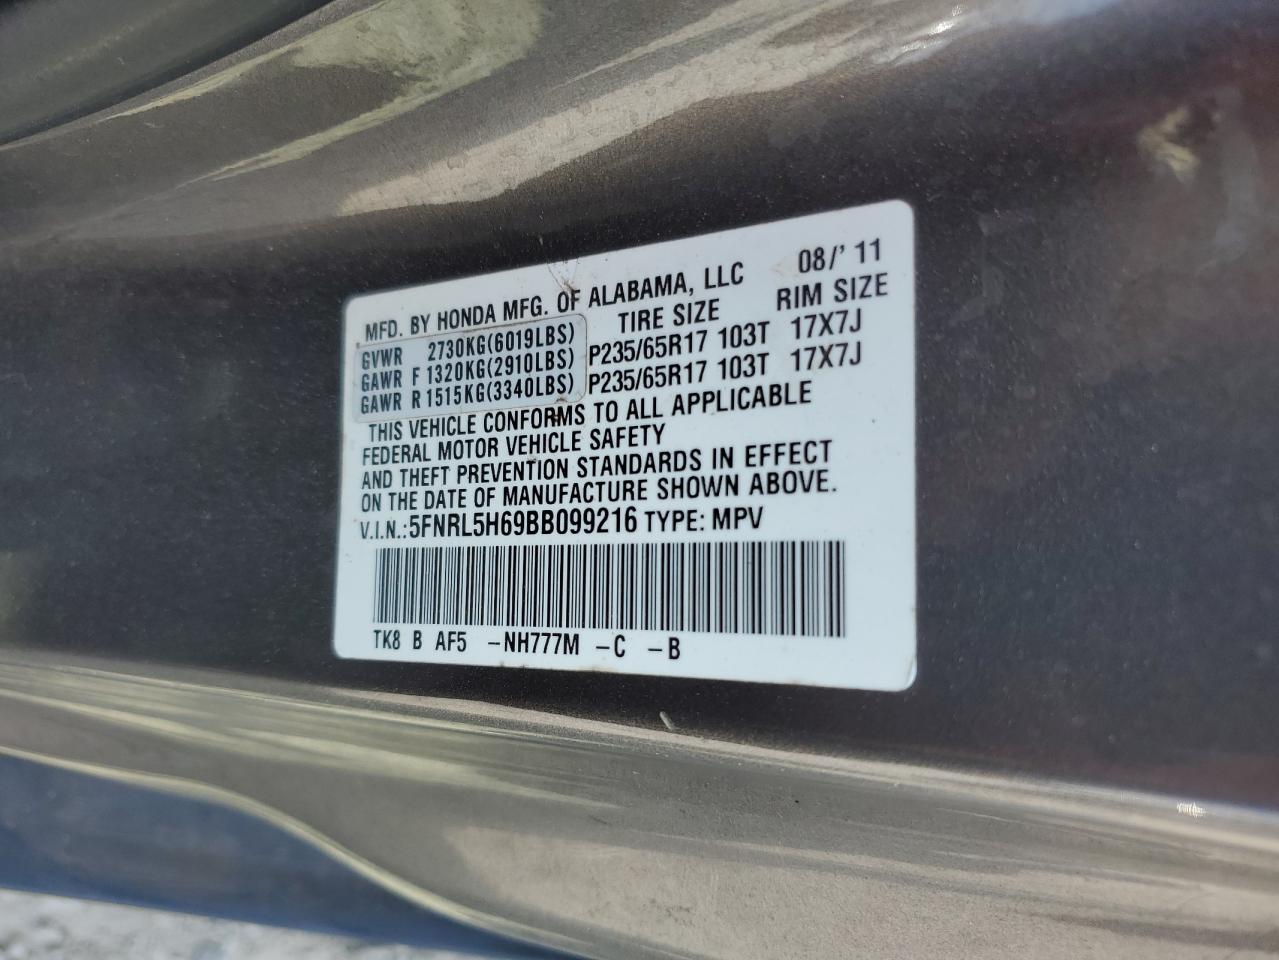 MFD. BY HONDA MFG. OF ALABAMA, LLC 08/' 11
TIRE SIZE RIM SIZE
GVWR 2730KG(6019LBS)
GAWR F 1320KG(2910LBS) P235/65R17 103T 17X7J
GAWR R 1515KG(3340LBS) P235/65R17 103T 17X7J
THIS VEHICLE CONFORMS TO ALL APPLICABLE
FEDERAL MOTOR VEHICLE SAFETY
AND THEFT PREVENTION STANDARDS IN EFFECT
ON THE DATE OF MANUFACTURE SHOWN ABOVE.
V.I.N.: 5FNRL5H69BB099216 TYPE: MPV
TK8 B AF5 -NH777M -C -B